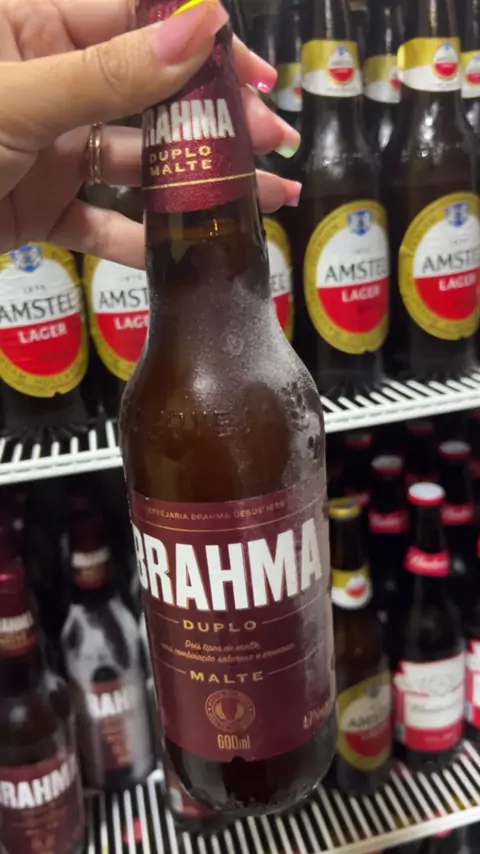 BRAHMA
DUPLO
MALTE
CERVEJARIA BRAHMA DESDE 1888
BRAHMA
DUPLO
Dois tipos de malte,
uma combinação saborosa e cremosa.
MALTE
600ml
AMSTEL
LAGER
AMSTEL
LAGER
AMSTEL
LAGER
AMSTEL
LAGER
BRAHMA
BRAHMA
AMSTEL